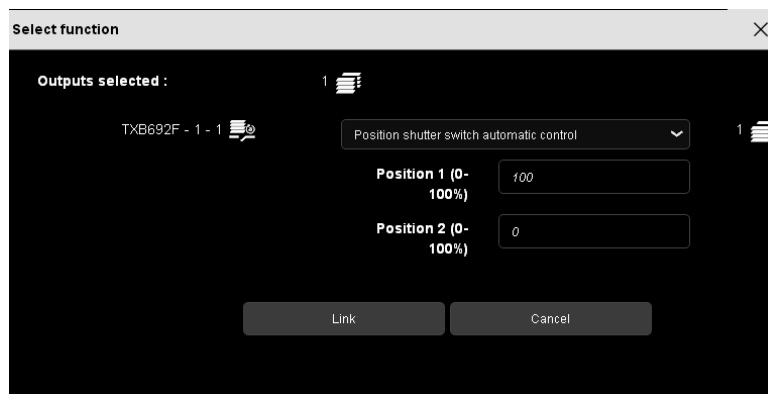 Select function
Outputs selected :
1
TXB692F - 1 - 1
Position shutter switch automatic control
1
Position 1 (0-
100%)
100
Position 2 (0-
100%)
0
Link
Cancel